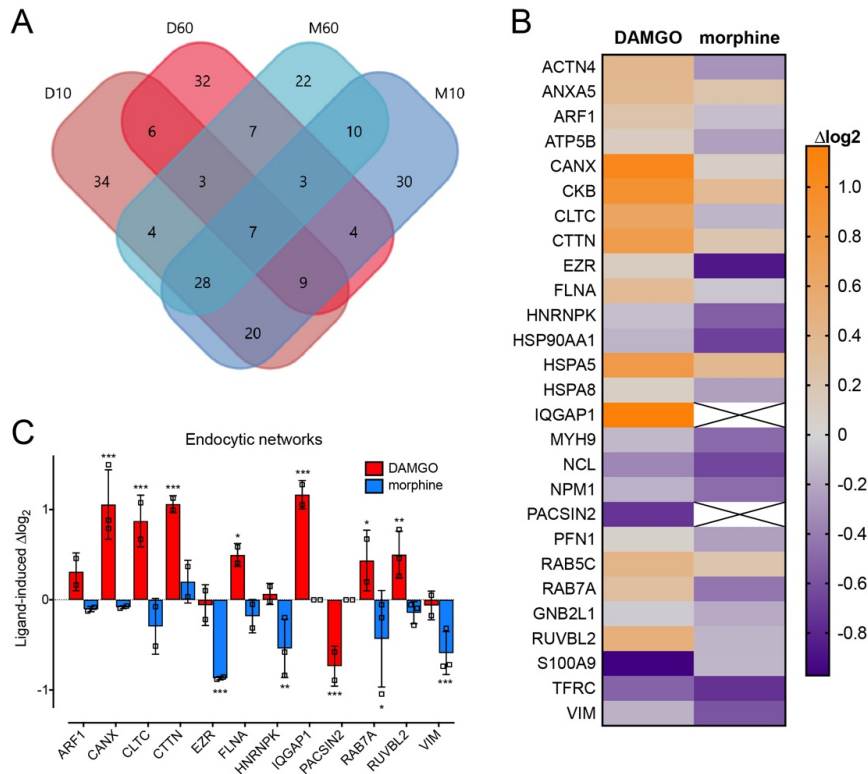 A
D10
D60
M60
M10
32
22
6
7
10
34
3
3
30
4
7
4
28
9
20
B
DAMGO morphine
ACTN4
ANXA5
ARF1
ATP5B
CANX
CKB
CLTC
CTTN
EZR
FLNA
HNRNPK
HSP90AA1
HSPA5
HSPA8
IQGAP1
MYH9
NCL
NPM1
PACSIN2
PFN1
RAB5C
RAB7A
GNB2L1
RUVBL2
S100A9
TFRC
VIM
Δlog2
1.0
0.8
0.6
0.4
0.2
0
-0.2
-0.4
-0.6
-0.8
C
Endocytic networks
DAMGO
morphine
Ligand-induced Δlog2
1
0
-1
***
***
***
***
*
**
***
***
*
*
**
***
ARF1
CANX
CLTC
CTTN
EZR
FLNA
HNRNPK
IQGAP1
PACSIN2
RAB7A
RUVBL2
VIM